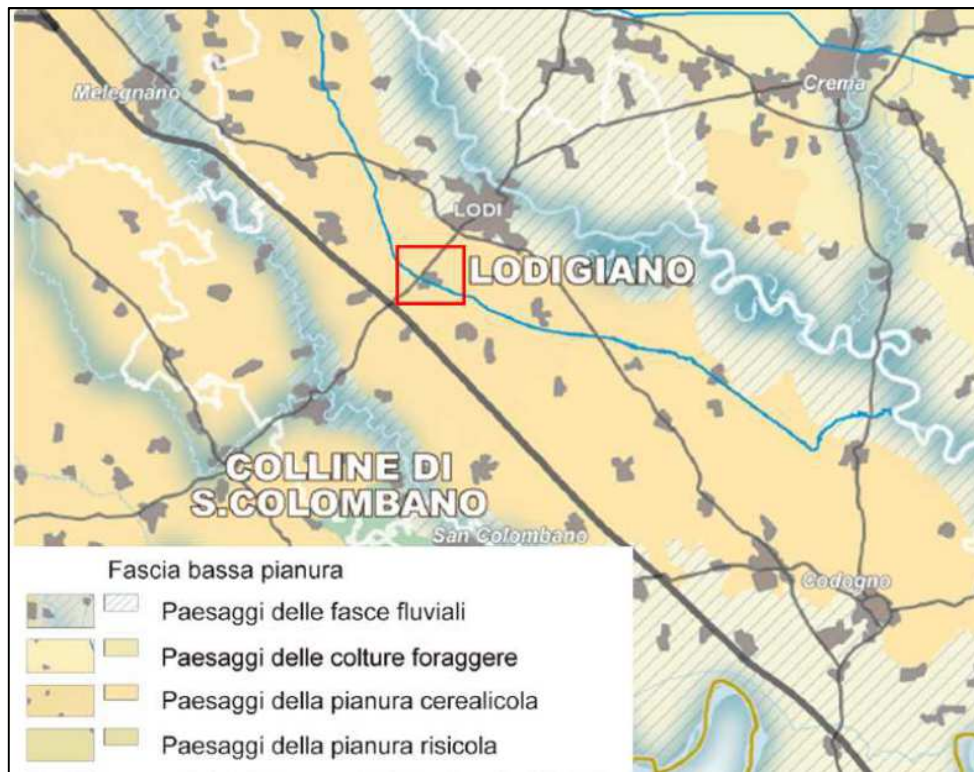 Melegnano
Crema
LODI
LODIGIANO
COLLINE DI
S.COLOMBANO
San Colombano
Codogno
Fascia bassa pianura
Paesaggi delle fasce fluviali
Paesaggi delle colture foraggere
Paesaggi della pianura cerealicola
Paesaggi della pianura risicola